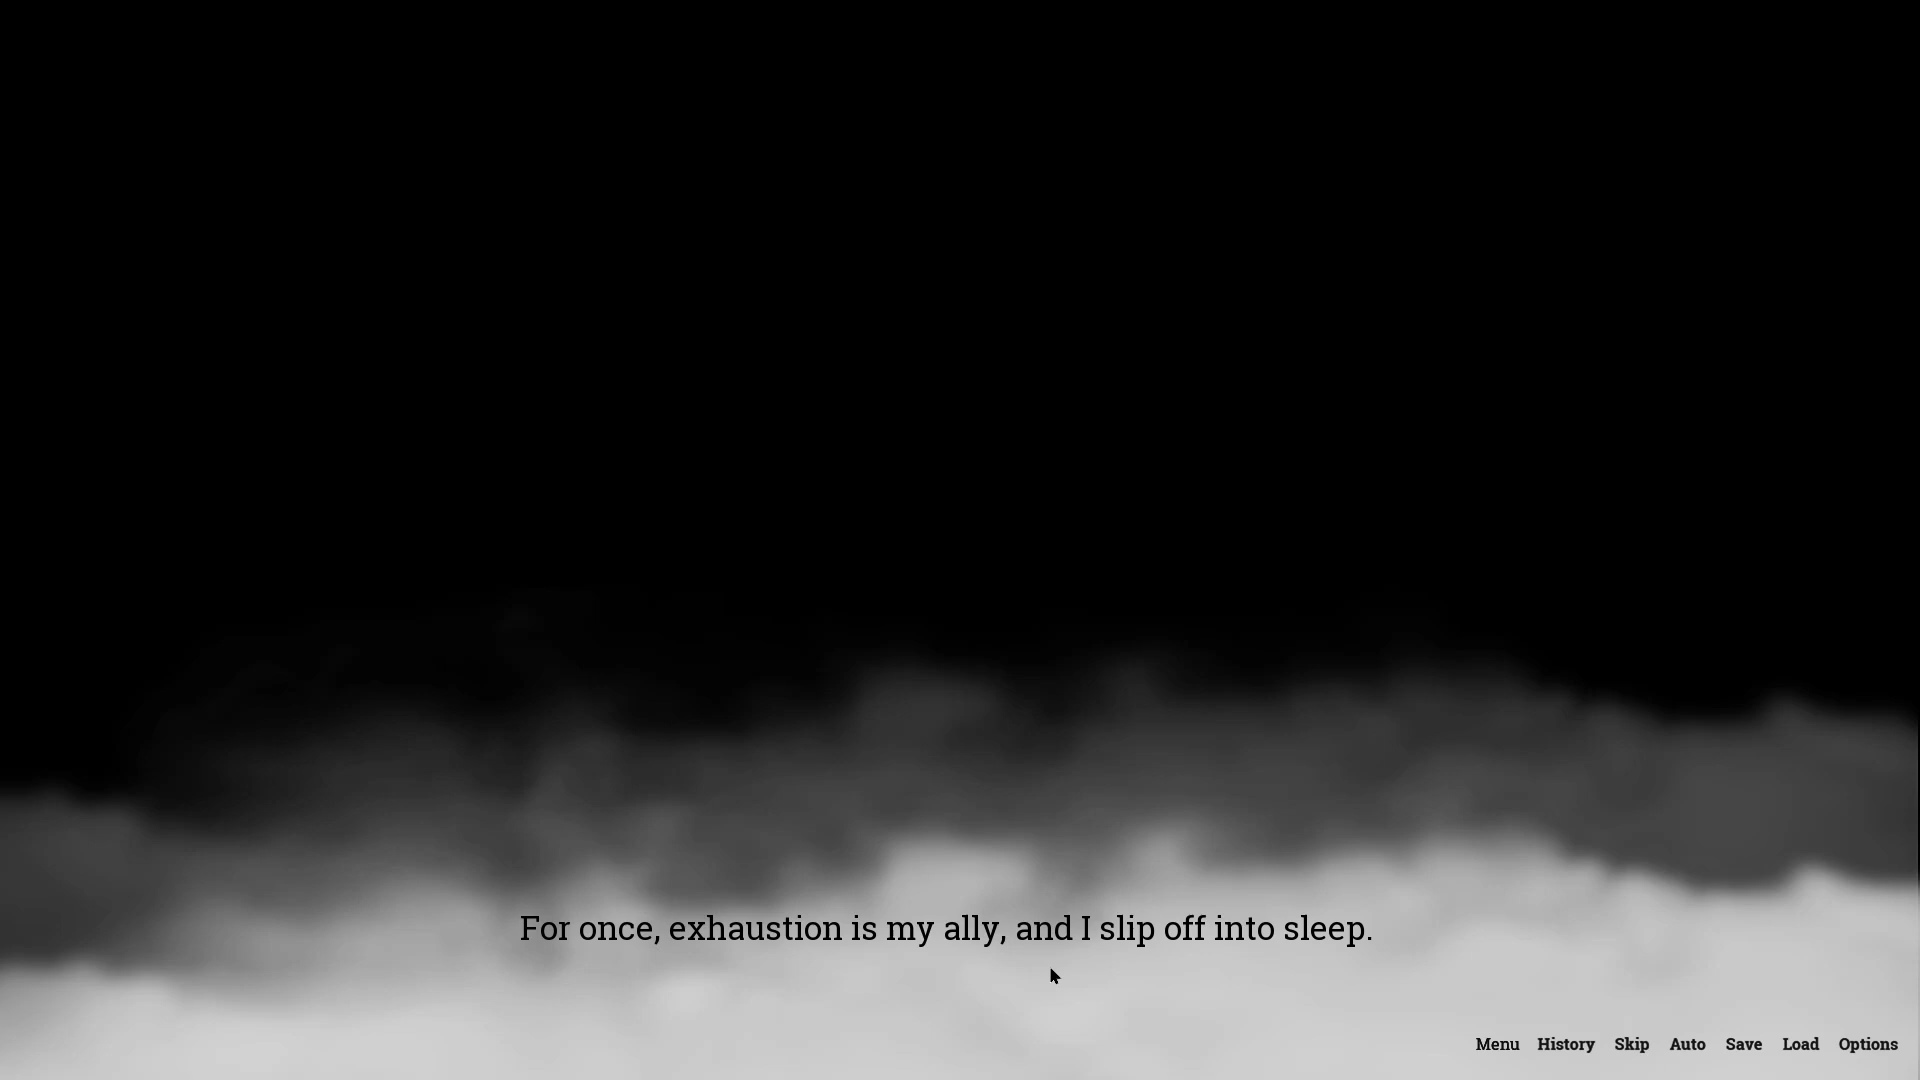 For once, exhaustion is my ally, and I slip off into sleep.
Menu History Skip Auto Save Load Options